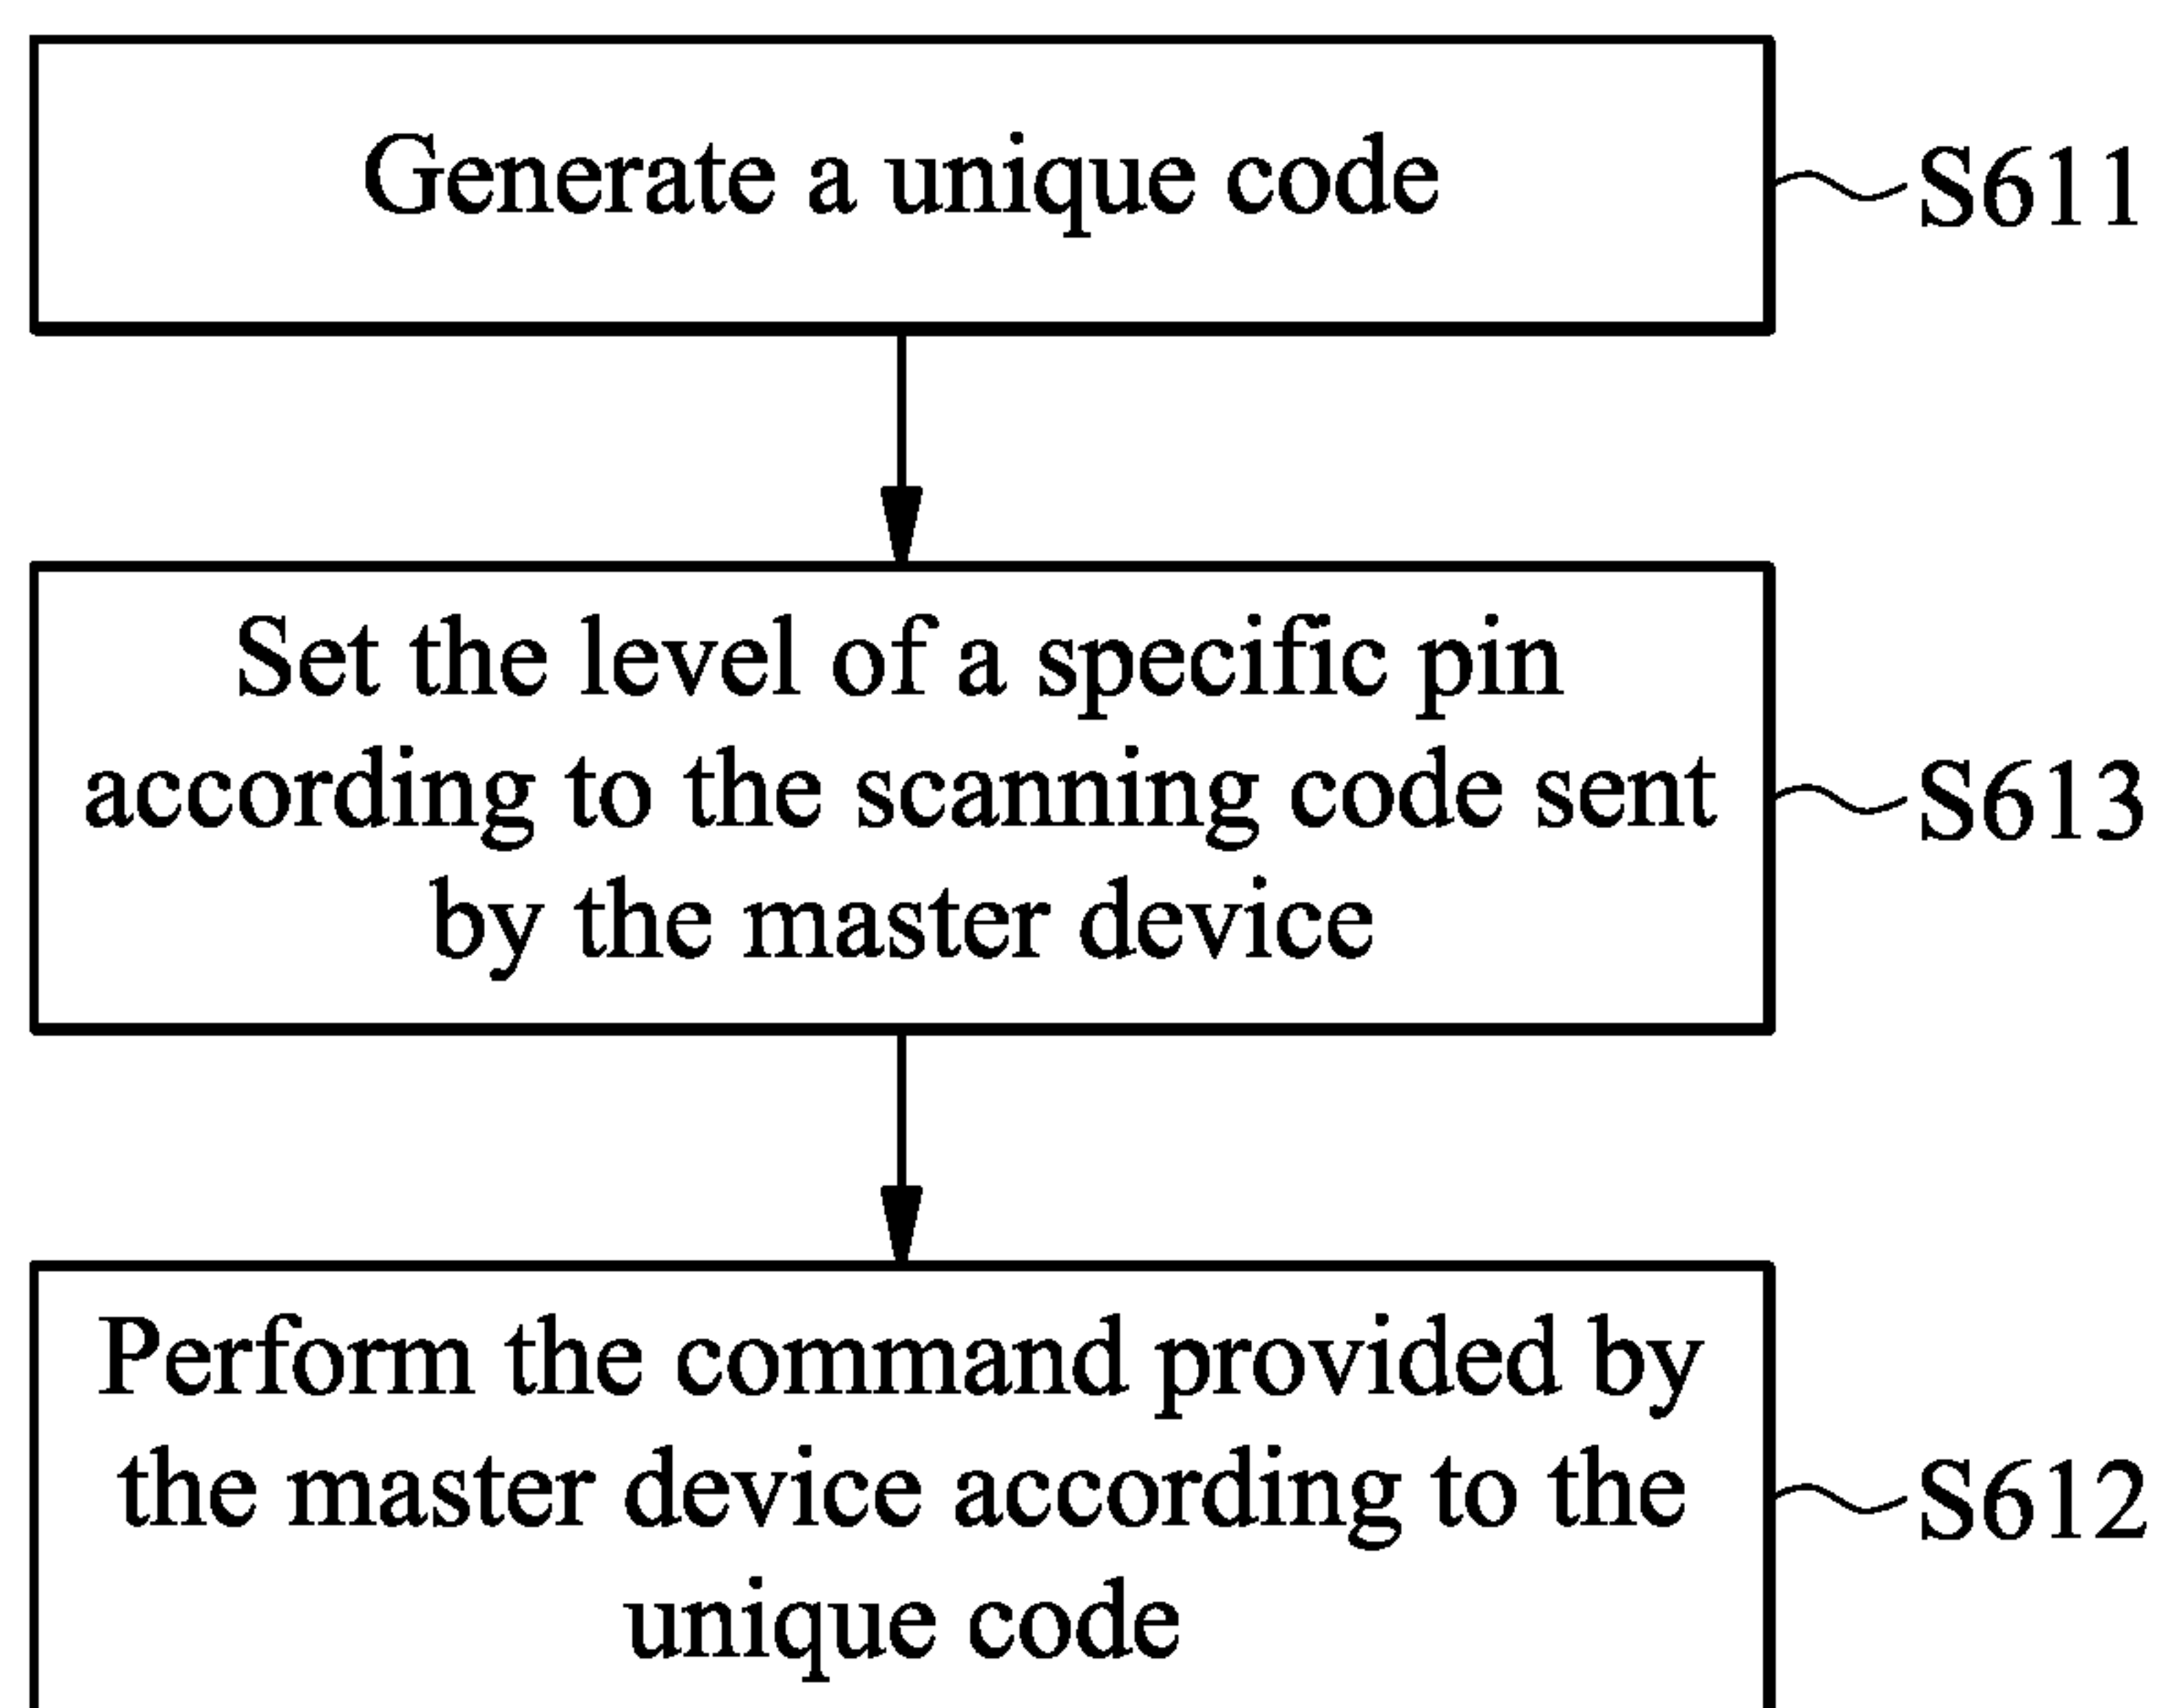 Generate a unique code
S611
Set the level of a specific pin
according to the scanning code sent
by the master device
S613
Perform the command provided by
the master device according to the
unique code
S612